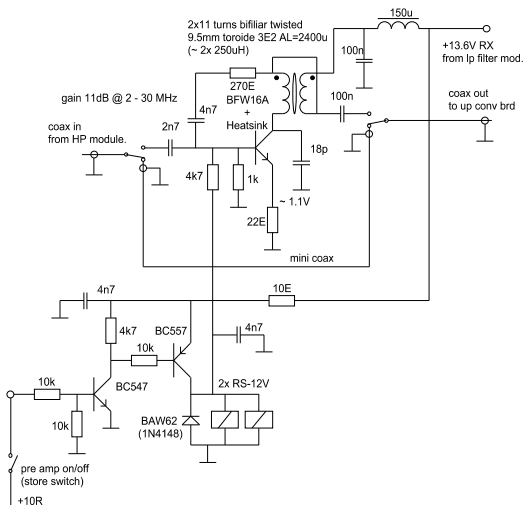 150u
2x11 turns bifiliar twisted
9.5mm toroide 3E2 AL=2400u
(~ 2x 250uH)
100n
+13.6V RX
from lp filter mod.
270E
BFW16A
+
Heatsink
100n
gain 11dB @ 2 - 30 MHz
4n7
coax out
to up conv brd
coax in
from HP module.
2n7
18p
4k7
1k
~ 1.1V
22E
mini coax
4n7
10E
4k7
BC557
4n7
10k
10k
BC547
2x RS-12V
10k
BAW62
(1N4148)
pre amp on/off
(store switch)
+10R